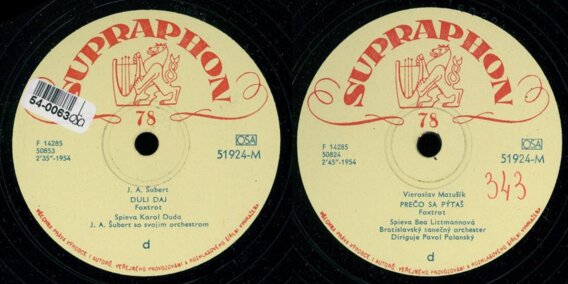 SUPRAPHON
78
54-0063
F 14285
50853
2'35"-1954
OSA
51924-M
J. A. Šubert
DULI DAJ
Foxtrot
Spieva Karol Duda
J. A. Šubert so svojim orchestrom
d
SUPRAPHON
78
F 14285
50824
2'45"-1954
OSA
51924-M
Vieroslav Matušík
PREČO SA PÝTAŠ
Foxtrot
343
Spieva Bea Littmannová
Bratislavský tanečný orchester
Diriguje Pavol Polanský
d